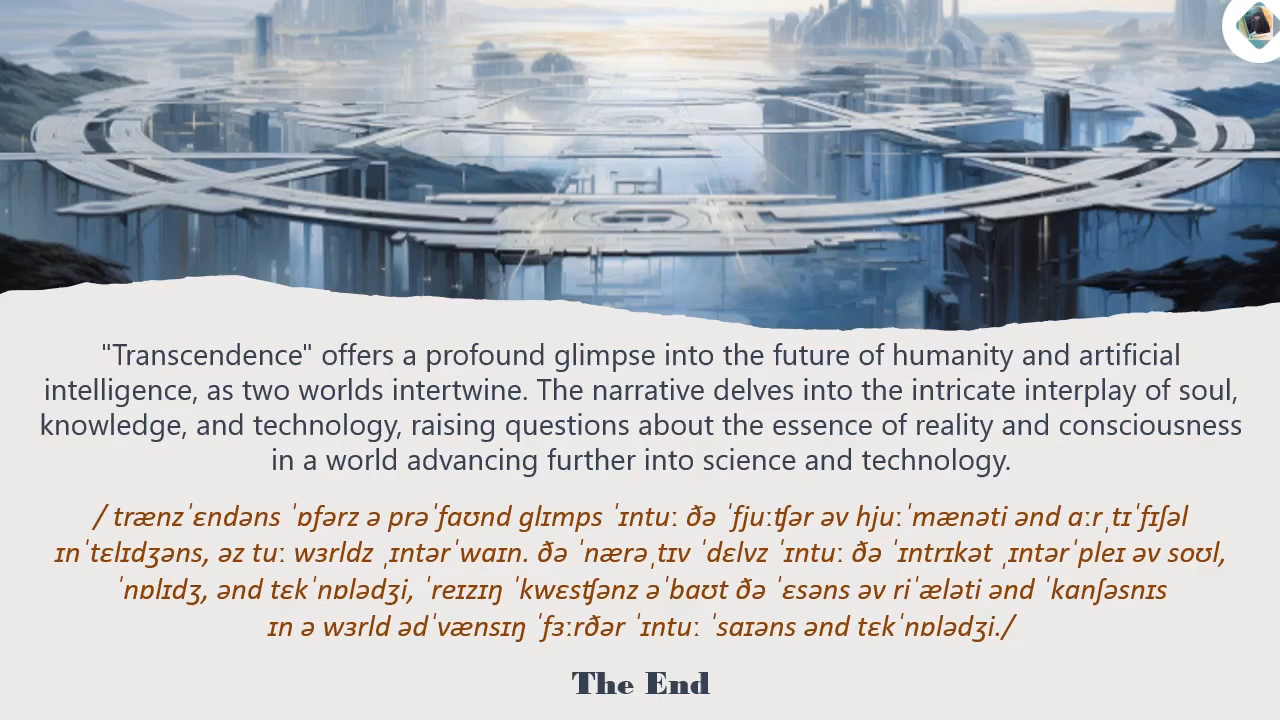 "Transcendence" offers a profound glimpse into the future of humanity and artificial
intelligence, as two worlds intertwine. The narrative delves into the intricate interplay of soul,
knowledge, and technology, raising questions about the essence of reality and consciousness
in a world advancing further into science and technology.
/ trænzˈɛndəns ˈɒfərz ə prəˈfaʊnd glɪmps ˈɪntuː ðə ˈfjuːʧər əv hjuːˈmænəti ənd ɑːrˌtɪˈfɪʃəl
ɪnˈtɛlɪdʒəns, əz tuː wɜrldz ˌɪntərˈwaɪn. ðə ˈnærəˌtɪv ˈdɛlvz ˈɪntuː ðə ˈɪntrɪkət ˌɪntərˈpleɪ əv soʊl,
ˈnɒlɪdʒ, ənd tɛkˈnɒlədʒi, ˈreɪzɪŋ ˈkwɛsʧənz əˈbaʊt ðə ˈɛsəns əv riˈæləti ənd ˈkanʃəsnɪs
ɪn ə wɜrld ədˈvænsɪŋ ˈfɜːrðər ˈɪntuː ˈsaɪəns ənd tɛkˈnɒlədʒi./
The End